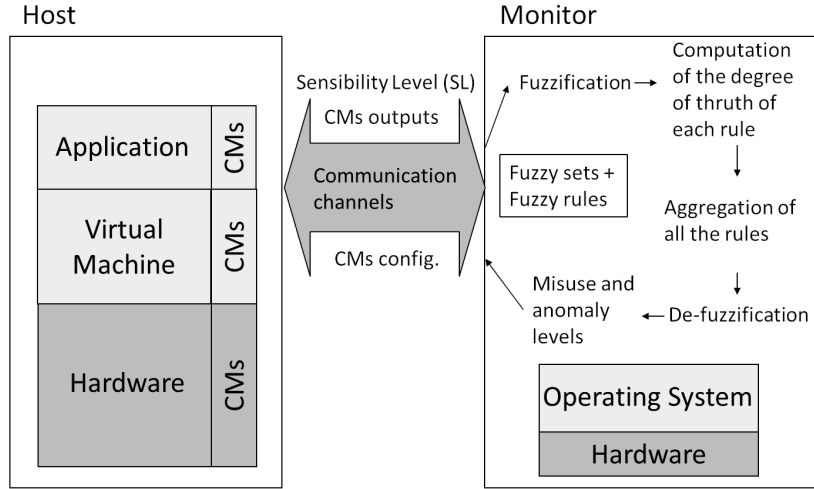 Host
Application
CMs
Virtual
Machine
CMs
Hardware
CMs
Sensibility Level (SL)
CMs outputs
Communication
channels
CMs config.
Monitor
Fuzzification
Computation
of the degree
of thruth of
each rule
Fuzzy sets +
Fuzzy rules
Aggregation of
all the rules
De-fuzzification
Misuse and
anomaly
levels
Operating System
Hardware